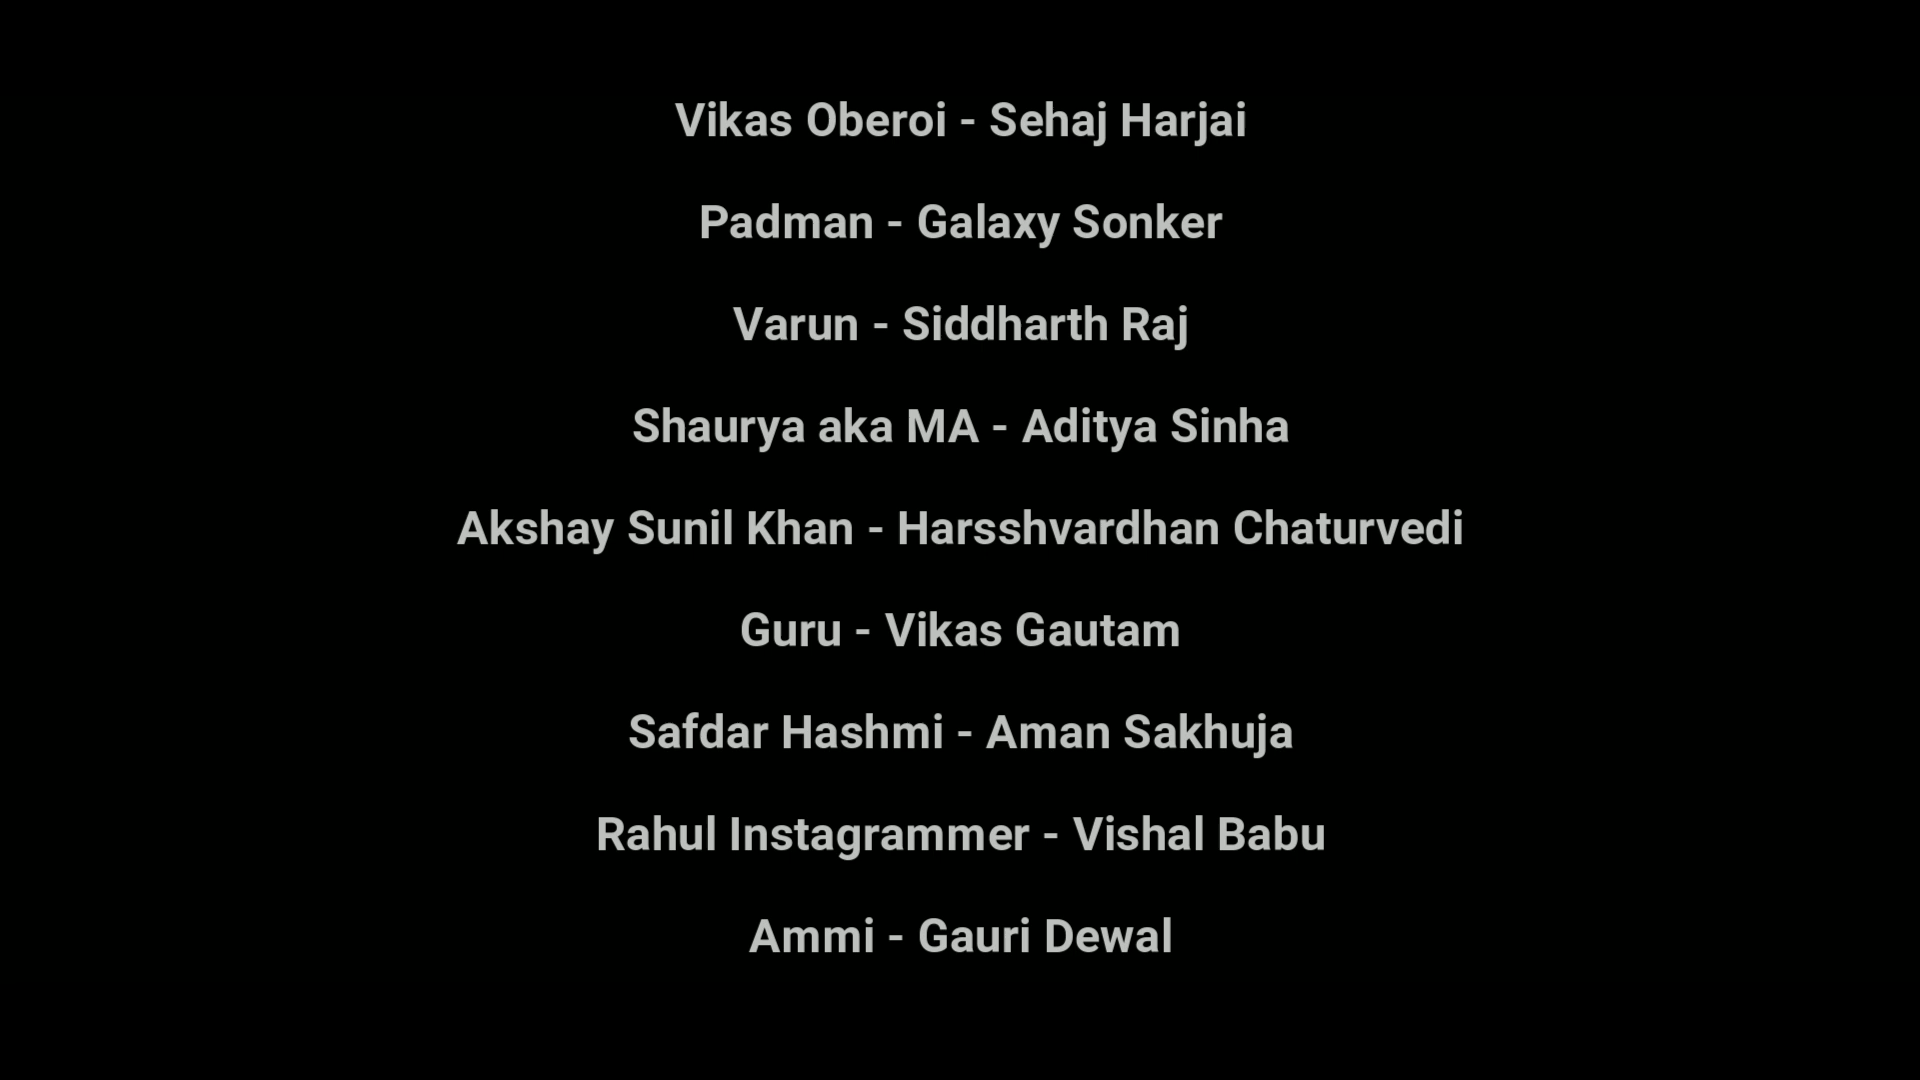 Vikas Oberoi - Sehaj Harjai
Padman - Galaxy Sonker
Varun - Siddharth Raj
Shaurya aka MA - Aditya Sinha
Akshay Sunil Khan - Harsshvardhan Chaturvedi
Guru - Vikas Gautam
Safdar Hashmi - Aman Sakhuja
Rahul Instagrammer - Vishal Babu
Ammi - Gauri Dewal